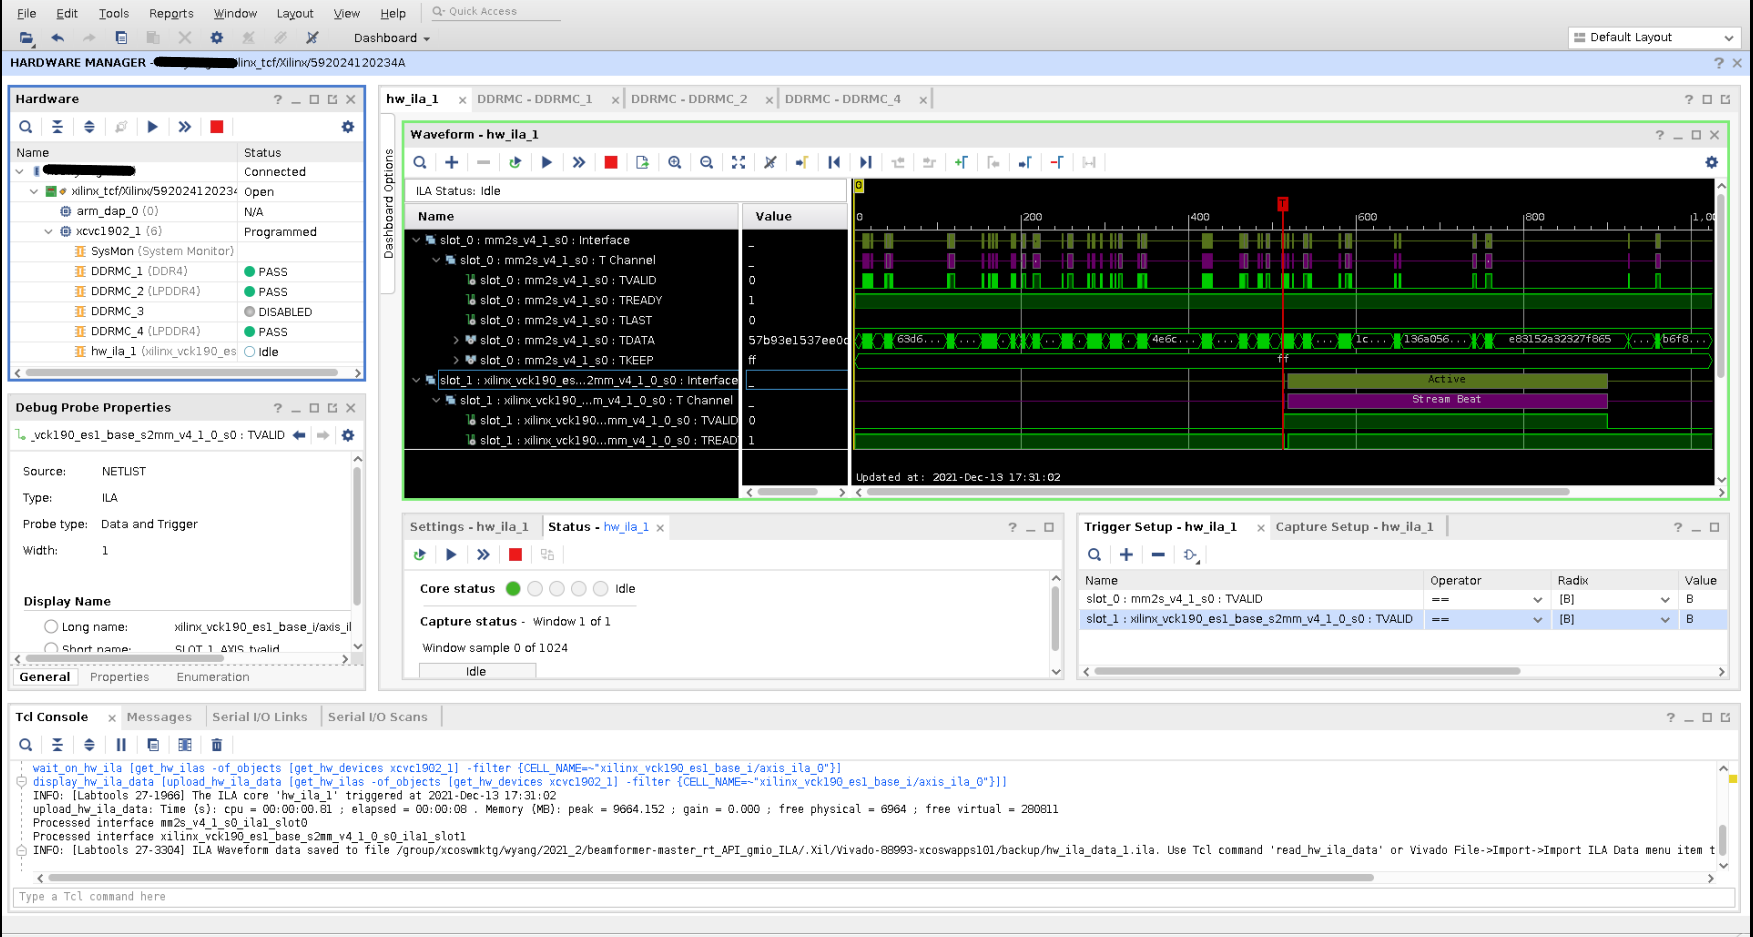 File Edit Tools Reports Window Layout View Help Quick Access
Dashboard Default Layout
HARDWARE MANAGER - linx_tcf/Xilinx/592024120234A
Hardware
Name Status
Connected
xilinx_tcf/Xilinx/59202412023 Open
arm_dap_0 (0) N/A
xcvc1902_1 (6) Programmed
SysMon (System Monitor)
DDRMC_1 (DDR4) PASS
DDRMC_2 (LPDDR4) PASS
DDRMC_3 DISABLED
DDRMC_4 (LPDDR4) PASS
hw_ila_1 (xilinx_vck190_es Idle
Debug Probe Properties
_vck190_es1_base_s2mm_v4_1_0_s0 : TVALID
Source: NETLIST
Type: ILA
Probe type: Data and Trigger
Width: 1
Display Name
Long name: xilinx_vck190_es1_base_i/axis_il
Short name: SLOT_1_AXIS_tvalid
General Properties Enumeration
hw_ila_1 DDRMC - DDRMC_1 DDRMC - DDRMC_2 DDRMC - DDRMC_4
Dashboard Options
Waveform - hw_ila_1
ILA Status: Idle
Name Value
slot_0 : mm2s_v4_1_s0 : Interface _
slot_0 : mm2s_v4_1_s0 : T Channel _
slot_0 : mm2s_v4_1_s0 : TVALID 0
slot_0 : mm2s_v4_1_s0 : TREADY 1
slot_0 : mm2s_v4_1_s0 : TLAST 0
slot_0 : mm2s_v4_1_s0 : TDATA 57b93e1537ee0c
slot_0 : mm2s_v4_1_s0 : TKEEP ff
slot_1 : xilinx_vck190_es...2mm_v4_1_0_s0 : Interface _
slot_1 : xilinx_vck190_...m_v4_1_0_s0 : T Channel _
slot_1 : xilinx_vck190...mm_v4_1_0_s0 : TVALID 0
slot_1 : xilinx_vck190...mm_v4_1_0_s0 : TREAD 1
0
T
0 200 400 600 800 1,00
63d6... 4e6c... 1c... 136a056... e83152a32327f865 ... b6f8...
ff
Active
Stream Beat
Updated at: 2021-Dec-13 17:31:02
Settings - hw_ila_1 Status - hw_ila_1
Core status Idle
Capture status - Window 1 of 1
Window sample 0 of 1024
Idle
Trigger Setup - hw_ila_1 Capture Setup - hw_ila_1
Name Operator Radix Value
slot_0 : mm2s_v4_1_s0 : TVALID == [B] B
slot_1 : xilinx_vck190_es1_base_s2mm_v4_1_0_s0 : TVALID == [B] B
Tcl Console Messages Serial I/O Links Serial I/O Scans
wait_on_hw_ila [get_hw_ilas -of_objects [get_hw_devices xcvc1902_1] -filter {CELL_NAME=~"xilinx_vck190_es1_base_i/axis_ila_0"}]
display_hw_ila_data [upload_hw_ila_data [get_hw_ilas -of_objects [get_hw_devices xcvc1902_1] -filter {CELL_NAME=~"xilinx_vck190_es1_base_i/axis_ila_0"}]]
INFO: [Labtools 27-1966] The ILA core 'hw_ila_1' triggered at 2021-Dec-13 17:31:02
upload_hw_ila_data: Time (s): cpu = 00:00:00.81 ; elapsed = 00:00:08 . Memory (MB): peak = 9664.152 ; gain = 0.000 ; free physical = 6964 ; free virtual = 280811
Processed interface mm2s_v4_1_s0_ila1_slot0
Processed interface xilinx_vck190_es1_base_s2mm_v4_1_0_s0_ila1_slot1
INFO: [Labtools 27-3304] ILA Waveform data saved to file /group/xcoswmktg/wyang/2021_2/beamformer-master_rt_API_gmio_ILA/.Xil/Vivado-88993-xcoswapps101/backup/hw_ila_data_1.ila. Use Tcl command 'read_hw_ila_data' or Vivado File->Import->Import ILA Data menu item t
Type a Tcl command here